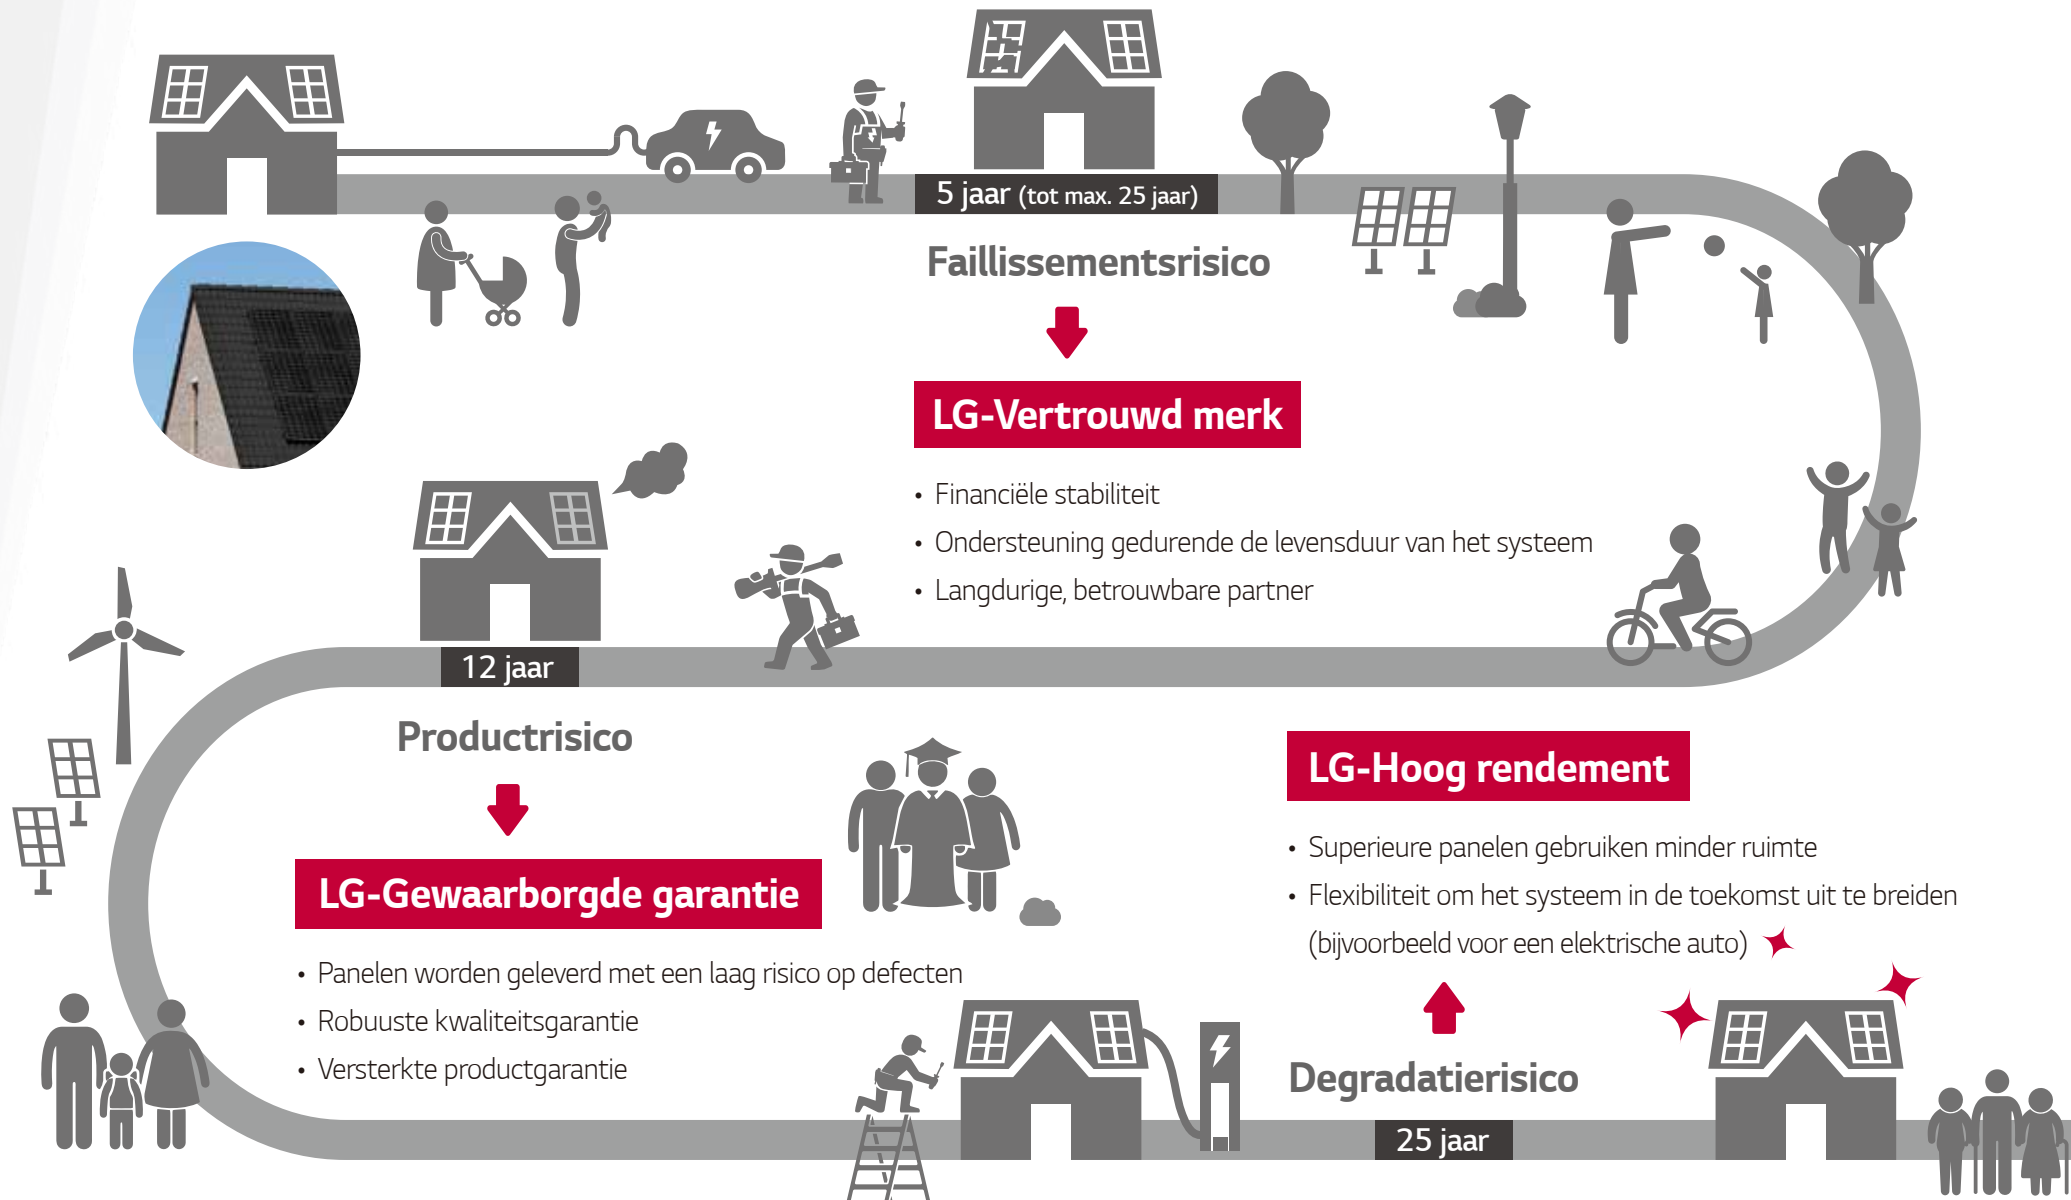 5 jaar (tot max. 25 jaar)
Faillissementsrisico
LG-Vertrouwd merk
• Financiële stabiliteit
• Ondersteuning gedurende de levensduur van het systeem
• Langdurige, betrouwbare partner
12 jaar
Productrisico
LG-Gewaarborgde garantie
• Panelen worden geleverd met een laag risico op defecten
• Robuuste kwaliteitsgarantie
• Versterkte productgarantie
LG-Hoog rendement
• Superieure panelen gebruiken minder ruimte
• Flexibiliteit om het systeem in de toekomst uit te breiden
(bijvoorbeeld voor een elektrische auto)
Degradatierisico
25 jaar